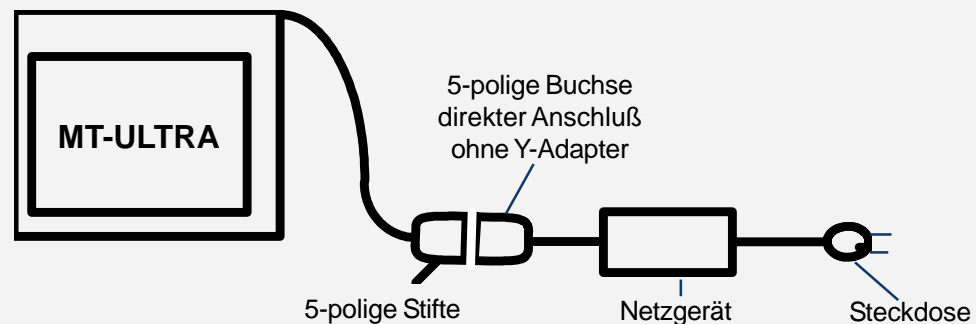 MT-ULTRA
5-polige Buchse
direkter Anschluß
ohne Y-Adapter
5-polige Stifte
Netzgerät
Steckdose